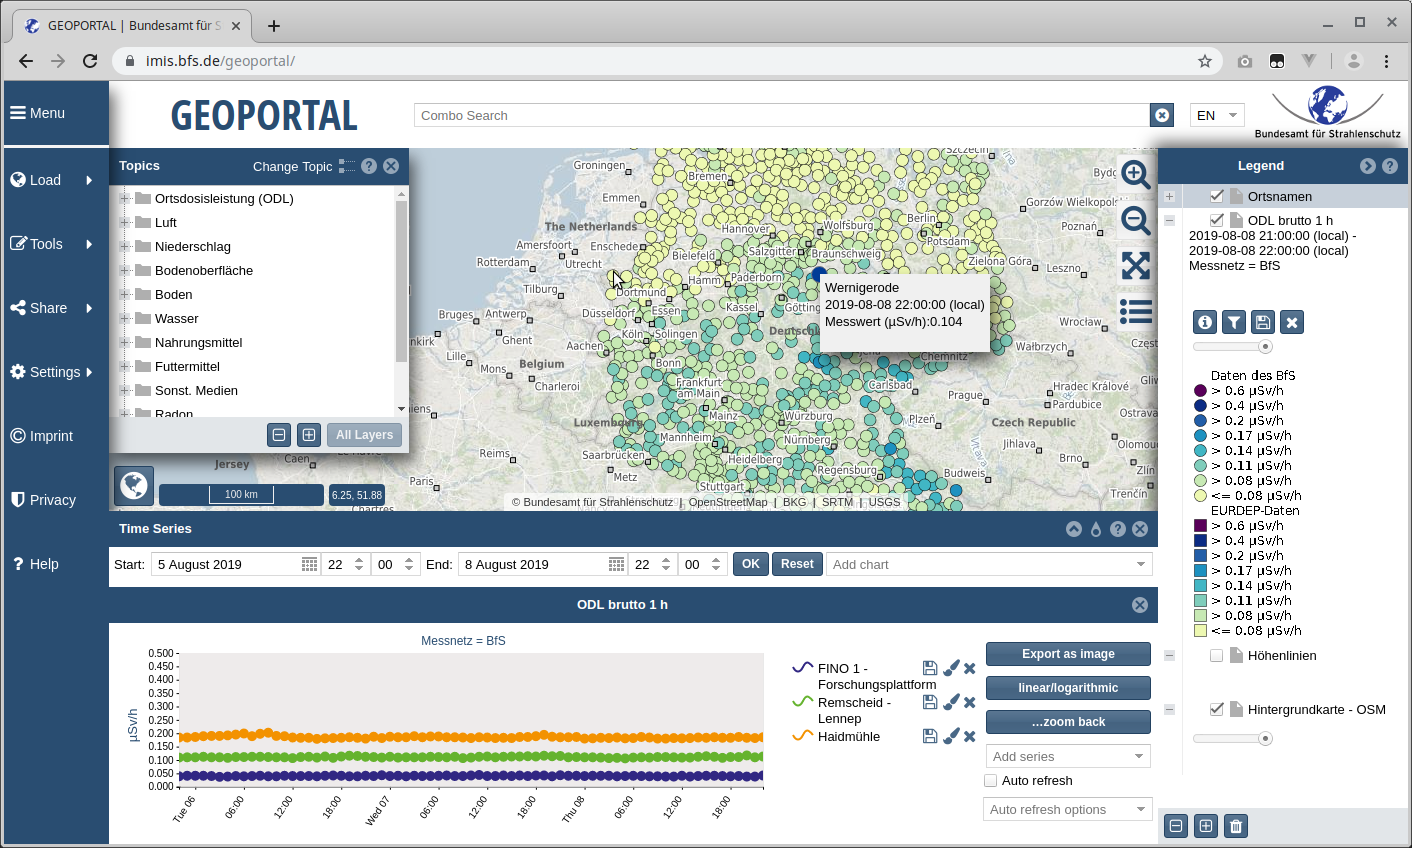 GEOPORTAL | Bundesamt für S
imis.bfs.de/geoportal/
Menu
GEOPORTAL
Combo Search
EN
Bundesamt für Strahlenschutz
Load
Tools
Share
Settings
Imprint
Privacy
Help
Topics
Change Topic
Ortsdosisleistung (ODL)
Luft
Niederschlag
Bodenoberfläche
Boden
Wasser
Nahrungsmittel
Futtermittel
Sonst. Medien
Radon
All Layers
Groningen
Bremen
Szczecin
Bydg
Emmen
Gorzów Wielkopols
The Netherlands
Hannover
Wolfsburg
Berlin
Poznań
Amersfoort
Enschede
Potsdam
Salzgitter
Braunschweig
Bielefeld
Rotterdam
Utrecht
Zielona Góra
Leszno
Hamm
Paderborn
Tilburg
Dortmund
Kassel
Götting
Bruges
Antwerp
Düsseldorf
Essen
Wrocław
Deutsch
Ghent
Köln
Solingen
nkirk
Aachen
Wałbrzych
Częst
Lille
Belgium
Bonn
Jena
Chemnitz
Mons
Charleroi
Frankfurt
am Main
Carlsbad
Hradec Králové
Prague
Pardubice
Mainz
Würzburg
Ostrava
Luxembourg
Plzeň
Czech Republic
Mannheim
Nürnberg
Jihlava
Olomou
Reims
Saarbrücken
Heidelberg
Vltava
Brno
Jersey
Caen
Le Havre
Regensburg
Budweis
Zlín
Metz
Paris
Stuttgart
Trenčín
Chartres
Wernigerode
2019-08-08 22:00:00 (local)
Messwert (µSv/h):0.104
100 km
6.25, 51.88
© Bundesamt für Strahlenschutz | OpenStreetMap | BKG | SRTM | USGS
Legend
Ortsnamen
ODL brutto 1 h
2019-08-08 21:00:00 (local) -
2019-08-08 22:00:00 (local)
Messnetz = BfS
Daten des BfS
> 0.6 µSv/h
> 0.4 µSv/h
> 0.2 µSv/h
> 0.17 µSv/h
> 0.14 µSv/h
> 0.11 µSv/h
> 0.08 µSv/h
<= 0.08 µSv/h
EURDEP-Daten
> 0.6 µSv/h
> 0.4 µSv/h
> 0.2 µSv/h
> 0.17 µSv/h
> 0.14 µSv/h
> 0.11 µSv/h
> 0.08 µSv/h
<= 0.08 µSv/h
Höhenlinien
Hintergrundkarte - OSM
Time Series
Start: 5 August 2019 22 00 End: 8 August 2019 22 00 OK Reset Add chart
ODL brutto 1 h
Messnetz = BfS
µSv/h
0.500
0.450
0.400
0.350
0.300
0.250
0.200
0.150
0.100
0.050
0.000
Tue 06
06:00
12:00
18:00
Wed 07
06:00
12:00
18:00
Thu 08
06:00
12:00
18:00
FINO 1 -
Forschungsplattform
Remscheid -
Lennep
Haidmühle
Export as image
linear/logarithmic
...zoom back
Add series
Auto refresh
Auto refresh options